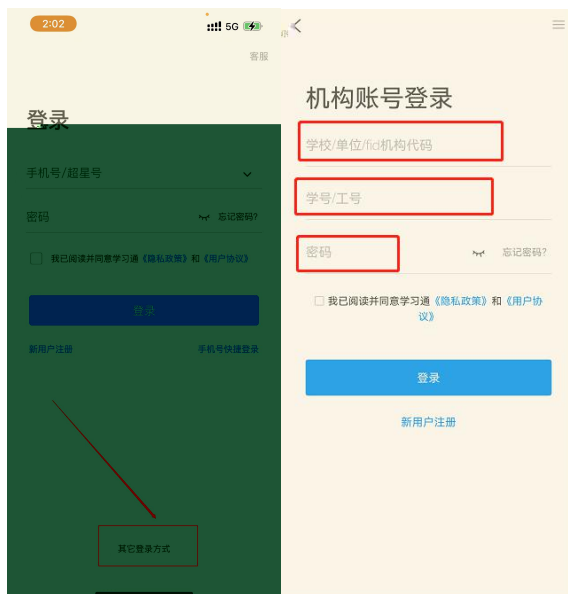 2:02
5G
客服
登录
手机号/超星号
密码
忘记密码?
我已阅读并同意学习通《隐私政策》和《用户协议》
登录
新用户注册
手机号快捷登录
其它登录方式
机构账号登录
学校/单位/fid机构代码
学号/工号
密码
忘记密码?
我已阅读并同意学习通《隐私政策》和《用户协
议》
登录
新用户注册